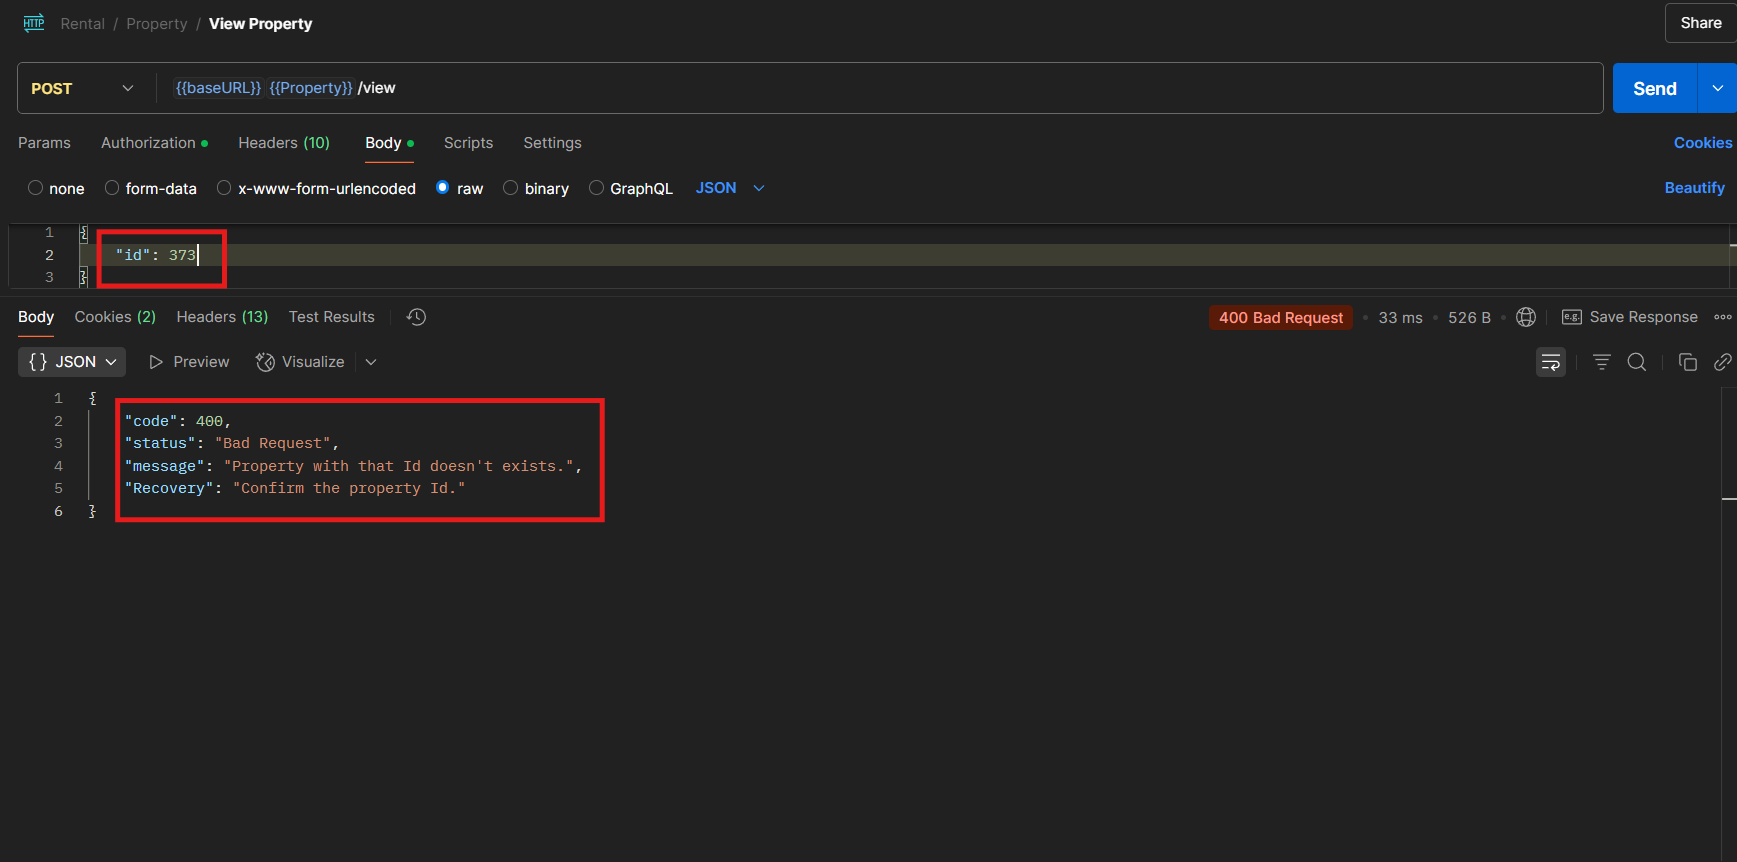 HTTP Rental / Property / View Property
Share
POST {{baseURL}} {{Property}} /view
Send
Params Authorization Headers (10) Body Scripts Settings Cookies
none form-data x-www-form-urlencoded raw binary GraphQL JSON Beautify
1 {
2 "id": 373
3 }
Body Cookies (2) Headers (13) Test Results 400 Bad Request • 33 ms • 526 B • e.g. Save Response
{} JSON Preview Visualize
1 {
2 "code": 400,
3 "status": "Bad Request",
4 "message": "Property with that Id doesn't exists.",
5 "Recovery": "Confirm the property Id."
6 }